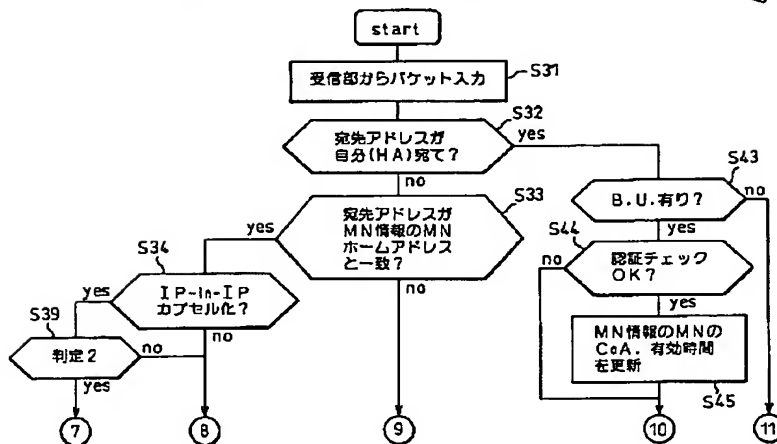 start
受信部からパケット入力
S31
S32
宛先アドレスが
自分(HA)宛て?
yes
no
S43
B.U.有り?
no
yes
S33
宛先アドレスが
MN情報のMN
ホームアドレス
と一致?
yes
no
S44
認証チェック
OK?
no
yes
S34
IP-In-IP
カプセル化?
yes
no
MN情報のMNの
CoA.有効時間
を更新
S45
S39
判定2
no
yes
7
8
9
10
11